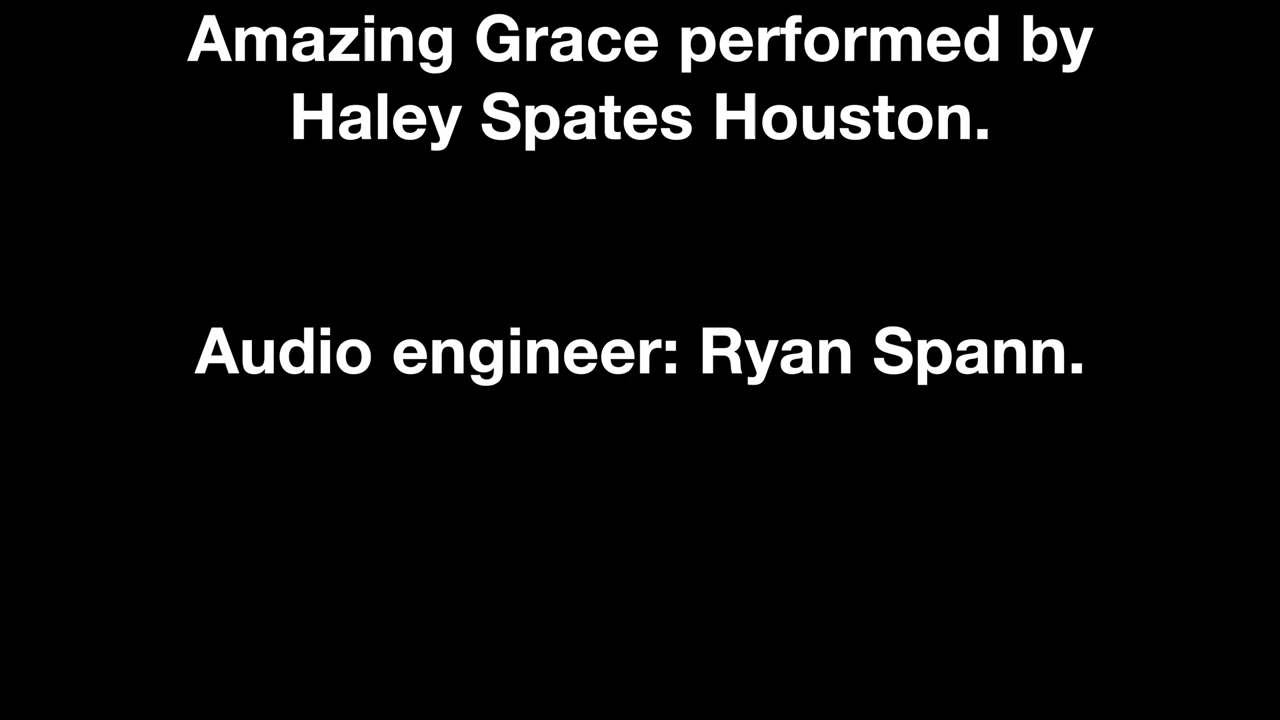 Amazing Grace performed by
Haley Spates Houston.
Audio engineer: Ryan Spann.